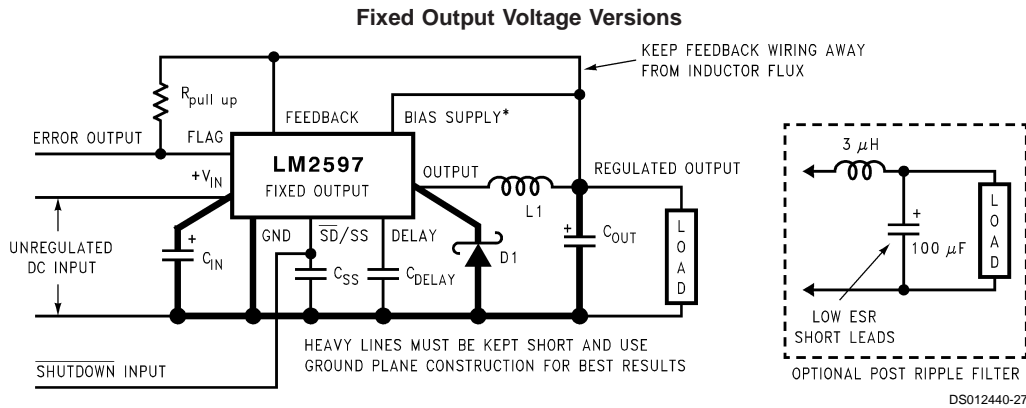 Fixed Output Voltage Versions
KEEP FEEDBACK WIRING AWAY
FROM INDUCTOR FLUX
Rpull up
FEEDBACK
BIAS SUPPLY*
ERROR OUTPUT
FLAG
LM2597
FIXED OUTPUT
+VIN
OUTPUT
REGULATED OUTPUT
L1
UNREGULATED
DC INPUT
+
CIN
GND
SD/SS
DELAY
CSS
CDELAY
D1
+
COUT
LOAD
HEAVY LINES MUST BE KEPT SHORT AND USE
GROUND PLANE CONSTRUCTION FOR BEST RESULTS
SHUTDOWN INPUT
3 μH
+
100 μF
LOAD
LOW ESR
SHORT LEADS
OPTIONAL POST RIPPLE FILTER
DS012440-27